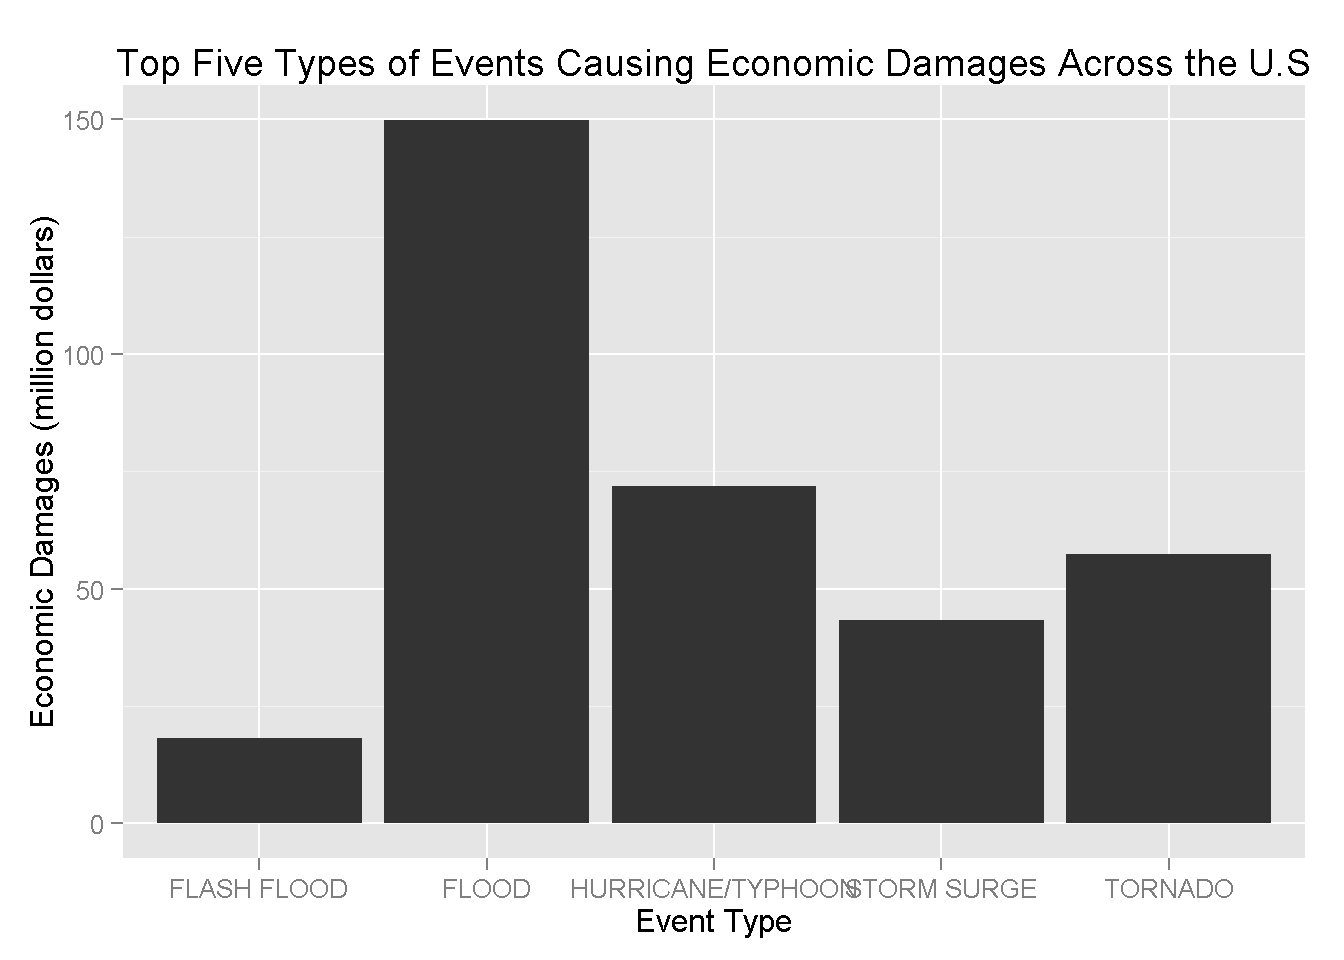 Top Five Types of Events Causing Economic Damages Across the U.S
Economic Damages (million dollars)
150
100
50
0
FLASH FLOOD FLOOD HURRICANE/TYPHOON STORM SURGE TORNADO
Event Type